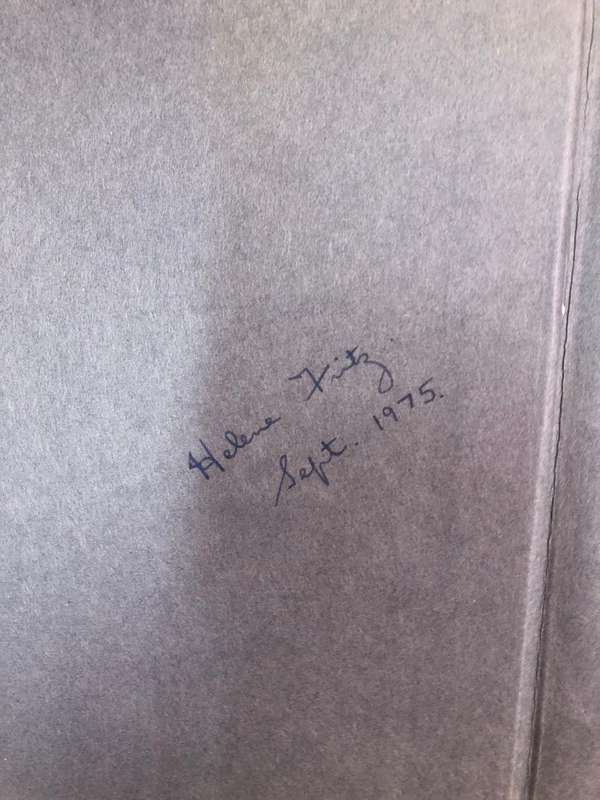 Helene Fritz.
Sept. 1975.